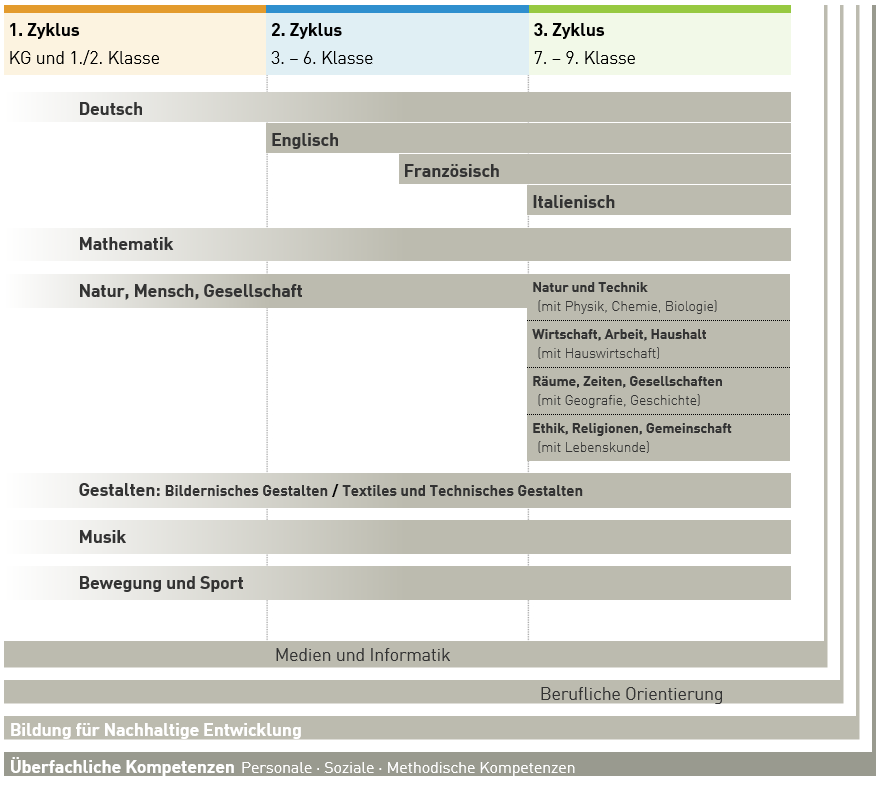 1. Zyklus
KG und 1./2. Klasse
2. Zyklus
3. – 6. Klasse
3. Zyklus
7. – 9. Klasse
Deutsch
Englisch
Französisch
Italienisch
Mathematik
Natur, Mensch, Gesellschaft
Natur und Technik
(mit Physik, Chemie, Biologie)
Wirtschaft, Arbeit, Haushalt
(mit Hauswirtschaft)
Räume, Zeiten, Gesellschaften
(mit Geografie, Geschichte)
Ethik, Religionen, Gemeinschaft
(mit Lebenskunde)
Gestalten: Bildernisches Gestalten / Textiles und Technisches Gestalten
Musik
Bewegung und Sport
Medien und Informatik
Berufliche Orientierung
Bildung für Nachhaltige Entwicklung
Überfachliche Kompetenzen Personale · Soziale · Methodische Kompetenzen